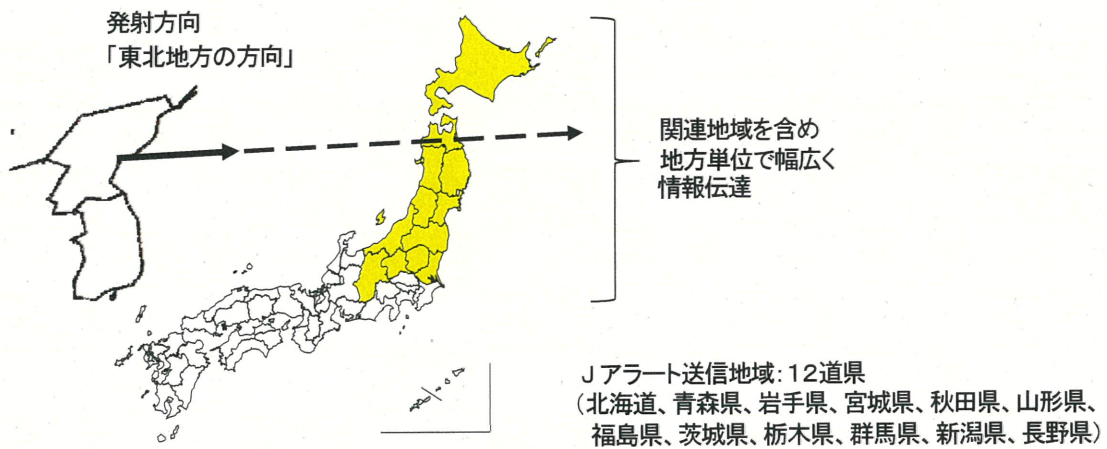 発射方向
「東北地方の方向」
関連地域を含め
地方単位で幅広く
情報伝達
Jアラート送信地域:12道県
(北海道、青森県、岩手県、宮城県、秋田県、山形県、
福島県、茨城県、栃木県、群馬県、新潟県、長野県)